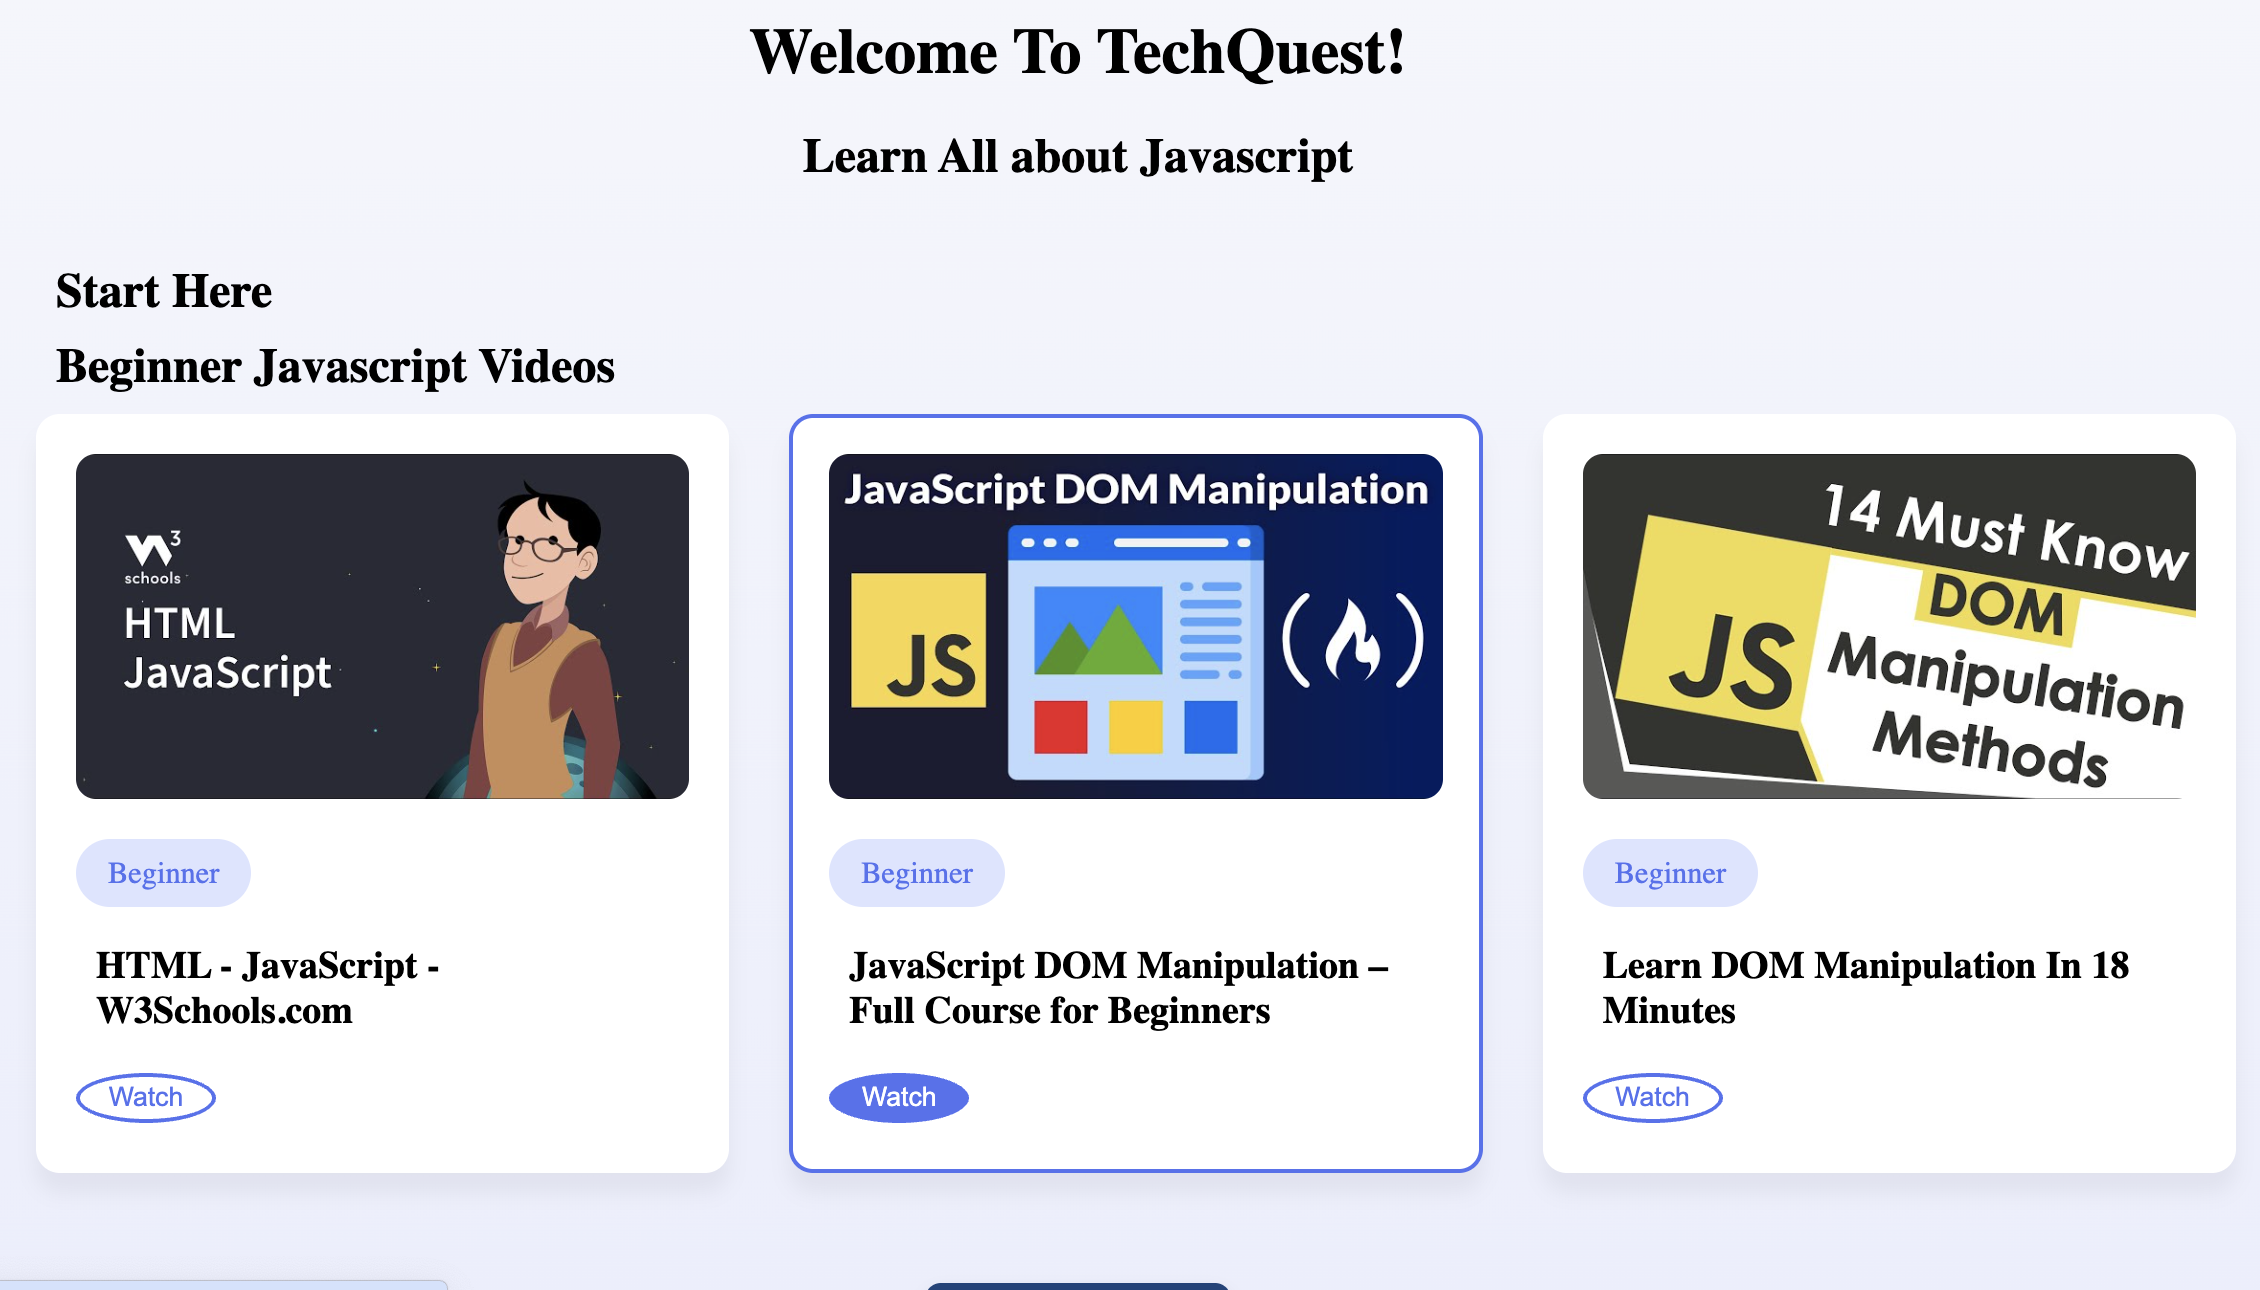 Welcome To TechQuest!
Learn All about Javascript
Start Here
Beginner Javascript Videos
W3
schools
HTML
JavaScript
Beginner
HTML - JavaScript -
W3Schools.com
Watch
JavaScript DOM Manipulation
JS
Beginner
JavaScript DOM Manipulation –
Full Course for Beginners
Watch
14 Must Know
DOM
Manipulation
Methods
JS
Beginner
Learn DOM Manipulation In 18
Minutes
Watch